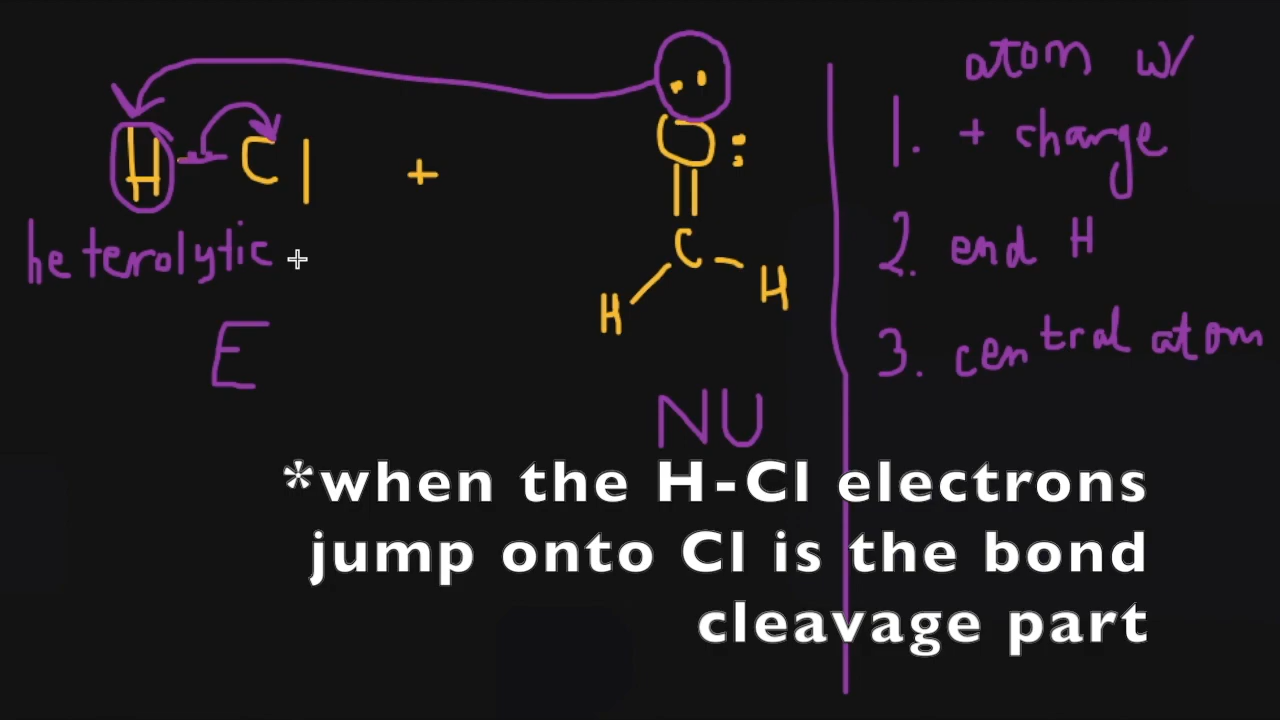 H - Cl + O
C
H H
heterolytic
E
NU
atom w/
1. + charge
2. end H
3. central atom
*when the H-Cl electrons
jump onto Cl is the bond
cleavage part